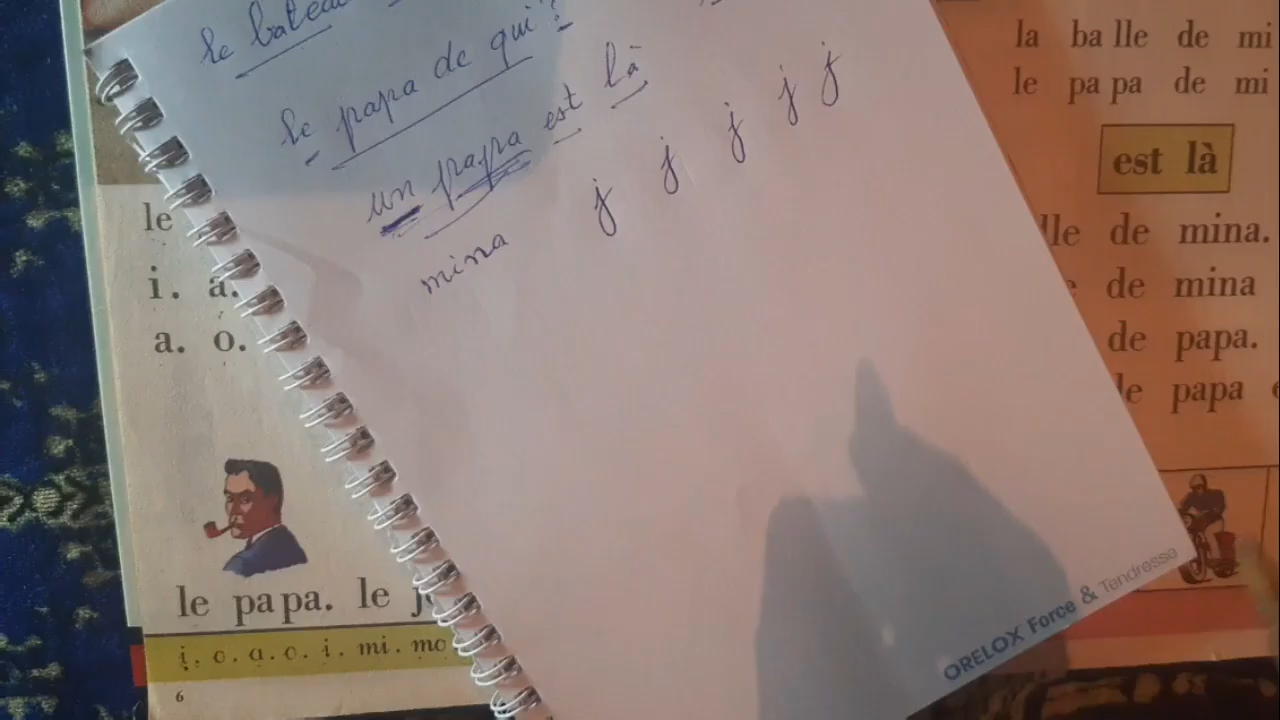 le bateau
le papa de qui?
un papa est là
mina j j j j j
ORELOX Force & Tendresse
le
i. a.
a. o.
le papa. le
i. o. a. o. i. mi. mo
6
la balle de mi
le papa de mi
est là
lle de mina.
de mina
de papa.
le papa